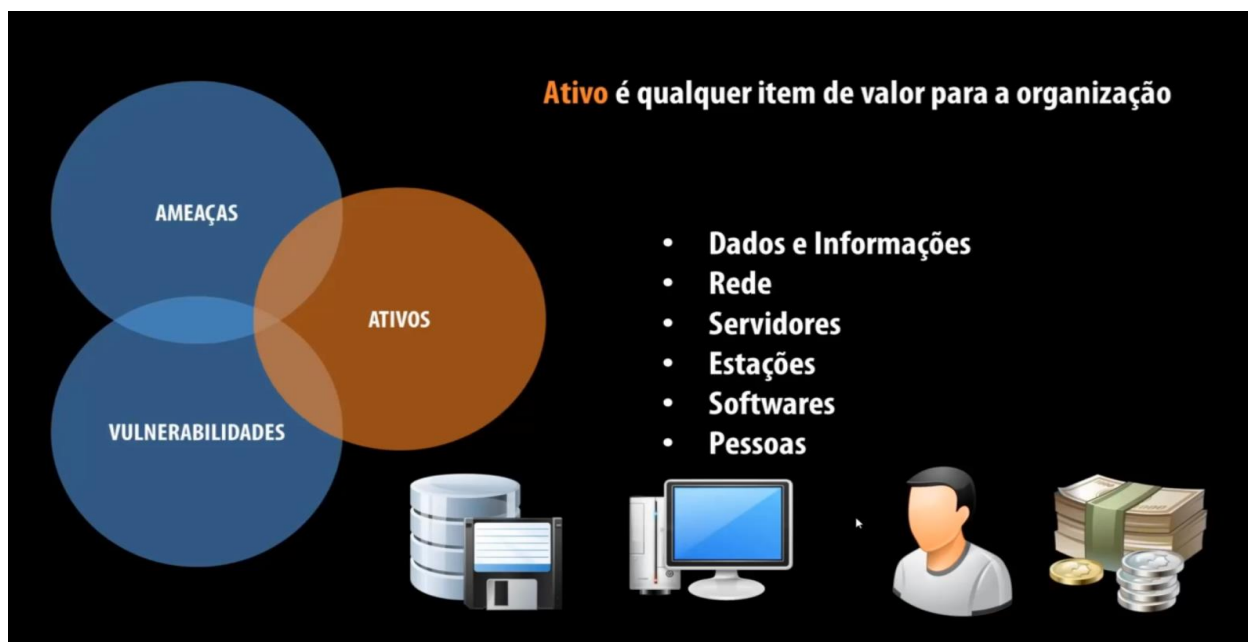 Ativo é qualquer item de valor para a organização
AMEAÇAS
ATIVOS
VULNERABILIDADES
• Dados e Informações
• Rede
• Servidores
• Estações
• Softwares
• Pessoas